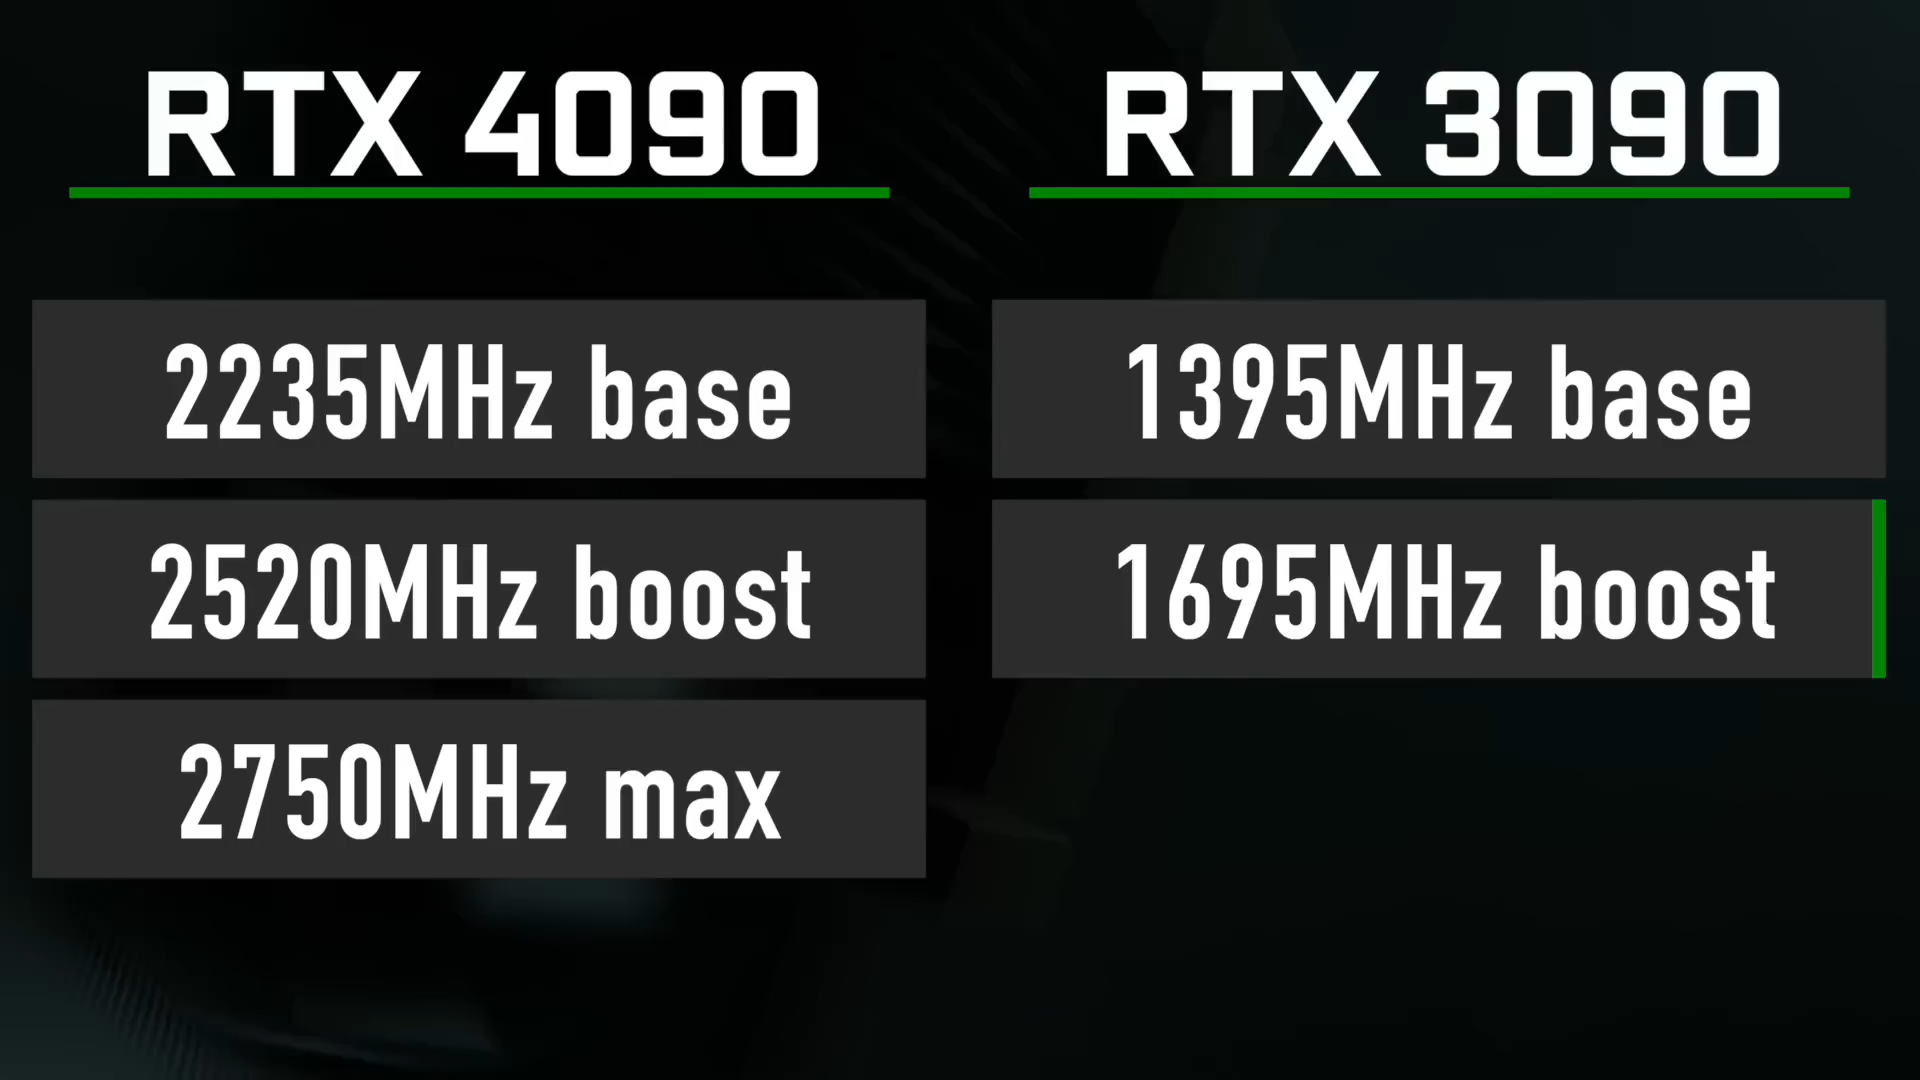 RTX 4090
2235MHz base
2520MHz boost
2750MHz max
RTX 3090
1395MHz base
1695MHz boost